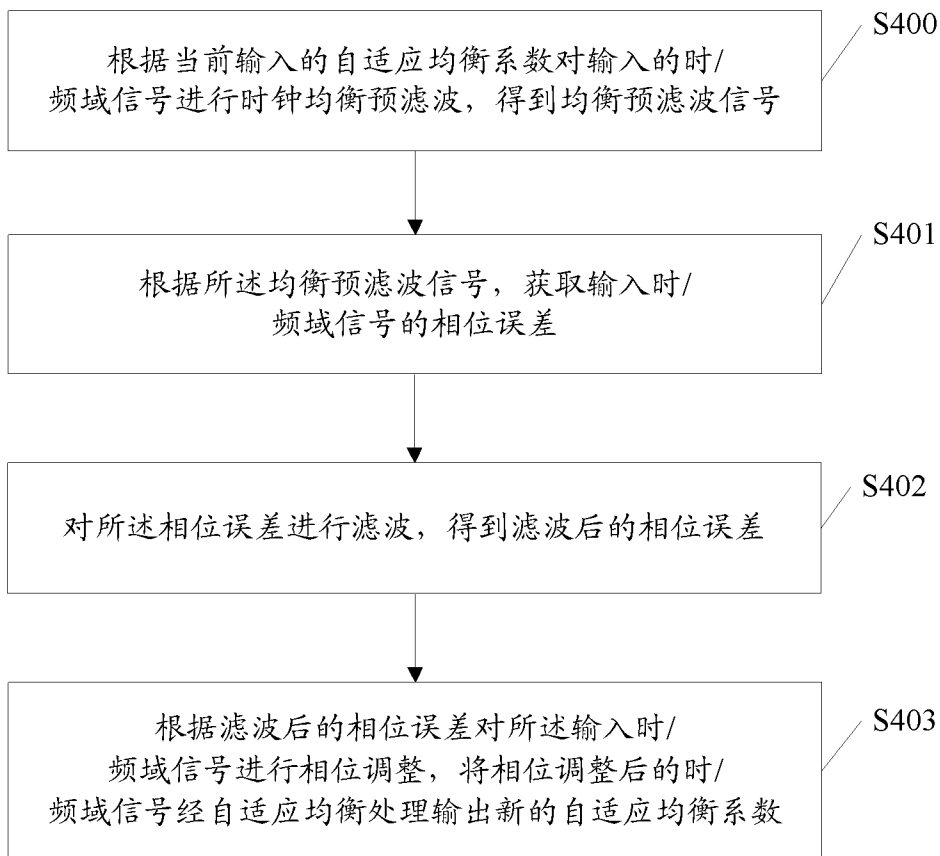 S400
根据当前输入的自适应均衡系数对输入的时/
频域信号进行时钟均衡预滤波，得到均衡预滤波信号
S401
根据所述均衡预滤波信号，获取输入时/
频域信号的相位误差
S402
对所述相位误差进行滤波，得到滤波后的相位误差
S403
根据滤波后的相位误差对所述输入时/
频域信号进行相位调整，将相位调整后的时/
频域信号经自适应均衡处理输出新的自适应均衡系数